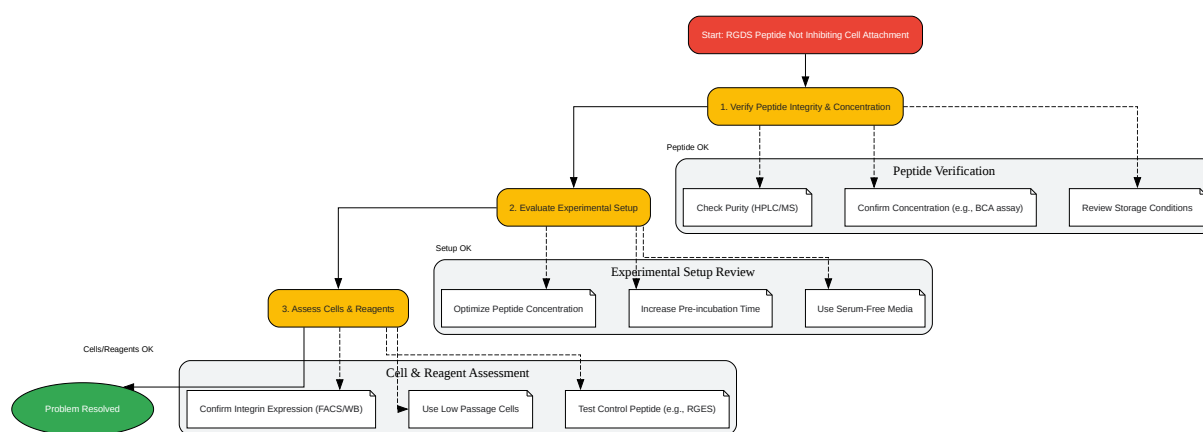 Start: RGDS Peptide Not Inhibiting Cell Attachment
1. Verify Peptide Integrity & Concentration
Peptide OK
Peptide Verification
Check Purity (HPLC/MS)
Confirm Concentration (e.g., BCA assay)
Review Storage Conditions
2. Evaluate Experimental Setup
Setup OK
Experimental Setup Review
Optimize Peptide Concentration
Increase Pre-incubation Time
Use Serum-Free Media
3. Assess Cells & Reagents
Cells/Reagents OK
Cell & Reagent Assessment
Confirm Integrin Expression (FACS/WB)
Use Low Passage Cells
Test Control Peptide (e.g., RGES)
Problem Resolved